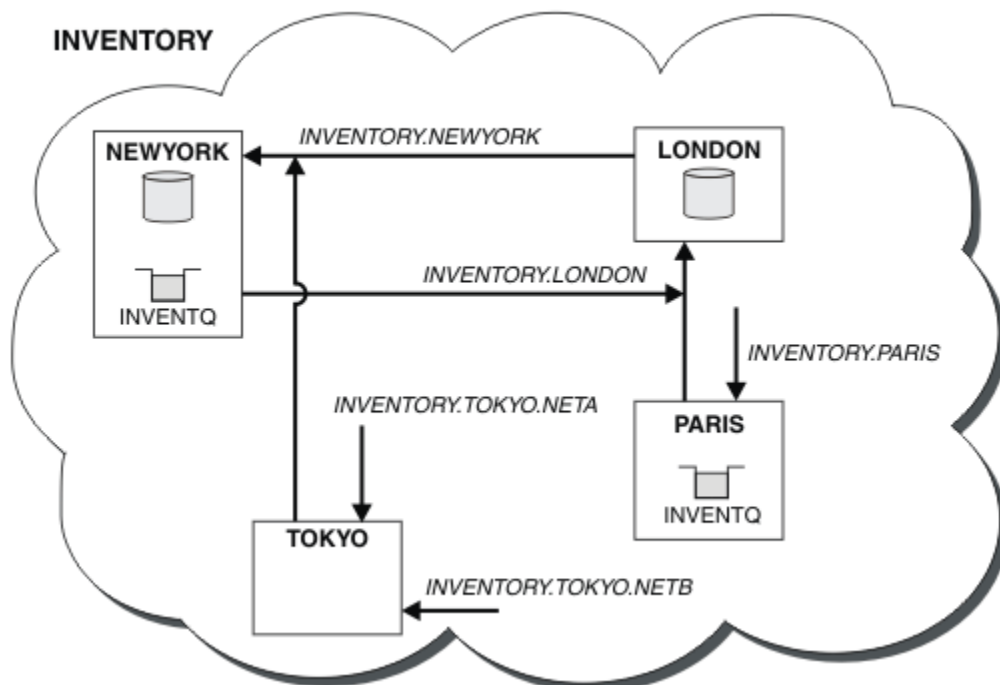 INVENTORY
INVENTORY.NEWYORK
NEWYORK
LONDON
INVENTORY.LONDON
INVENTQ
INVENTORY.PARIS
INVENTORY.TOKYO.NETA
PARIS
INVENTQ
TOKYO
INVENTORY.TOKYO.NETB